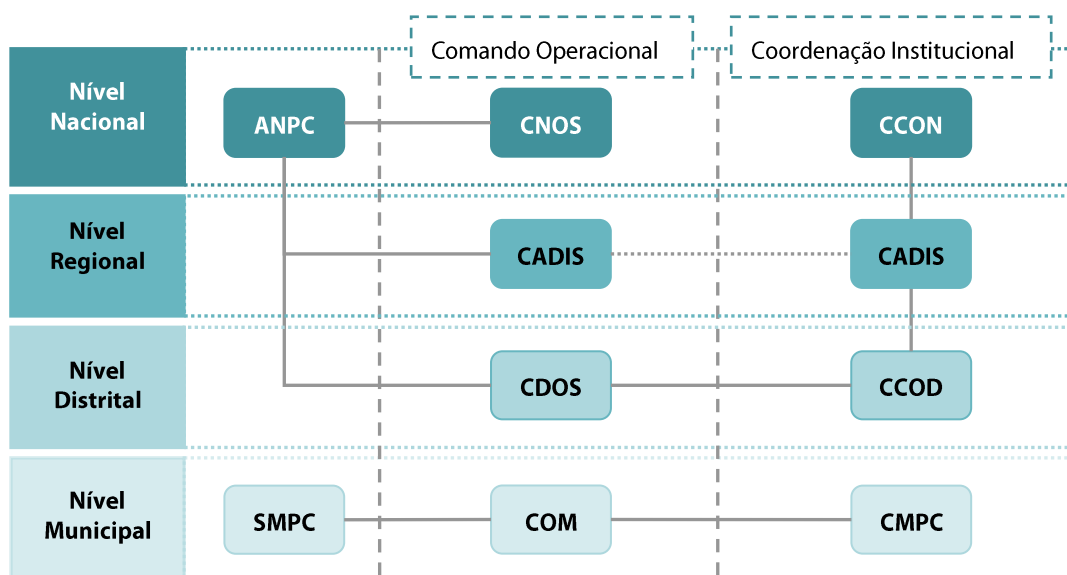 Comando Operacional
Coordenação Institucional
Nível
Nacional
ANPC
CNOS
CCON
Nível
Regional
CADIS
CADIS
Nível
Distrital
CDOS
CCOD
Nível
Municipal
SMPC
COM
CMPC